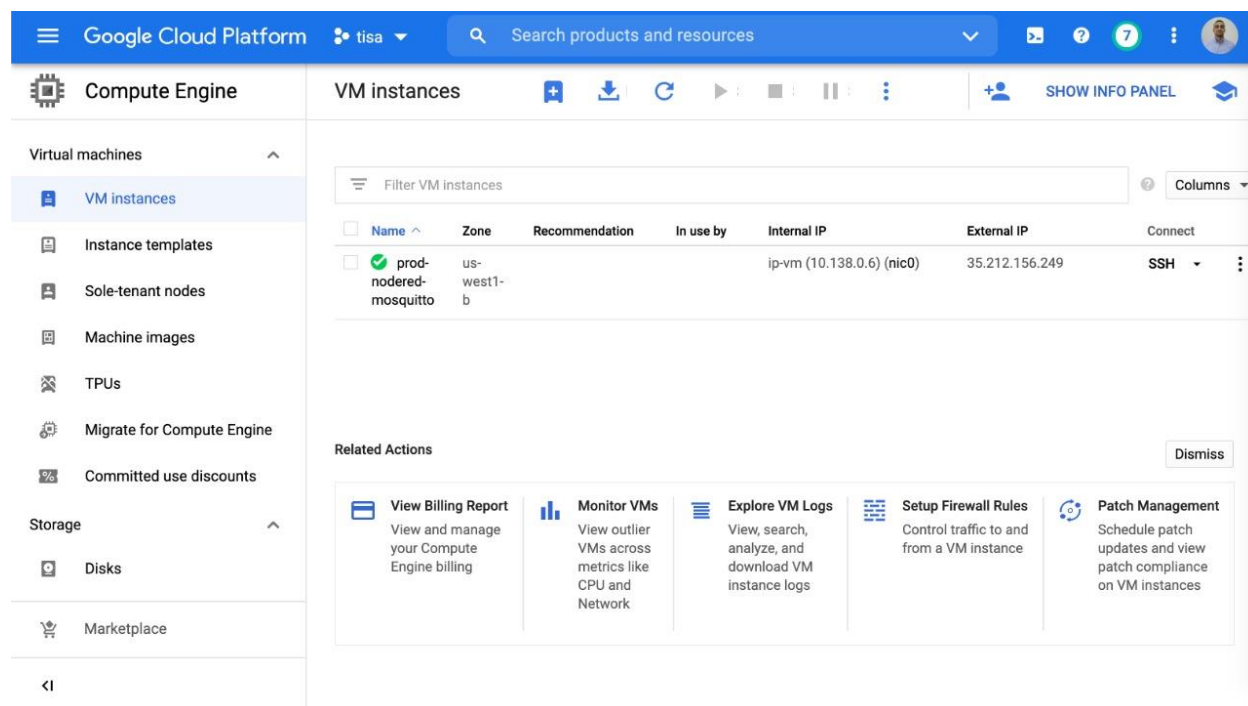 Google Cloud Platform tisa Search products and resources 7
Compute Engine VM instances SHOW INFO PANEL
Virtual machines
VM instances
Instance templates
Sole-tenant nodes
Machine images
TPUs
Migrate for Compute Engine
Committed use discounts
Storage
Disks
Marketplace
Filter VM instances Columns
Name Zone Recommendation In use by Internal IP External IP Connect
prod- us- ip-vm (10.138.0.6) (nic0) 35.212.156.249 SSH
nodered- west1-
mosquitto b
Related Actions Dismiss
View Billing Report
View and manage
your Compute
Engine billing
Monitor VMs
View outlier
VMs across
metrics like
CPU and
Network
Explore VM Logs
View, search,
analyze, and
download VM
instance logs
Setup Firewall Rules
Control traffic to and
from a VM instance
Patch Management
Schedule patch
updates and view
patch compliance
on VM instances